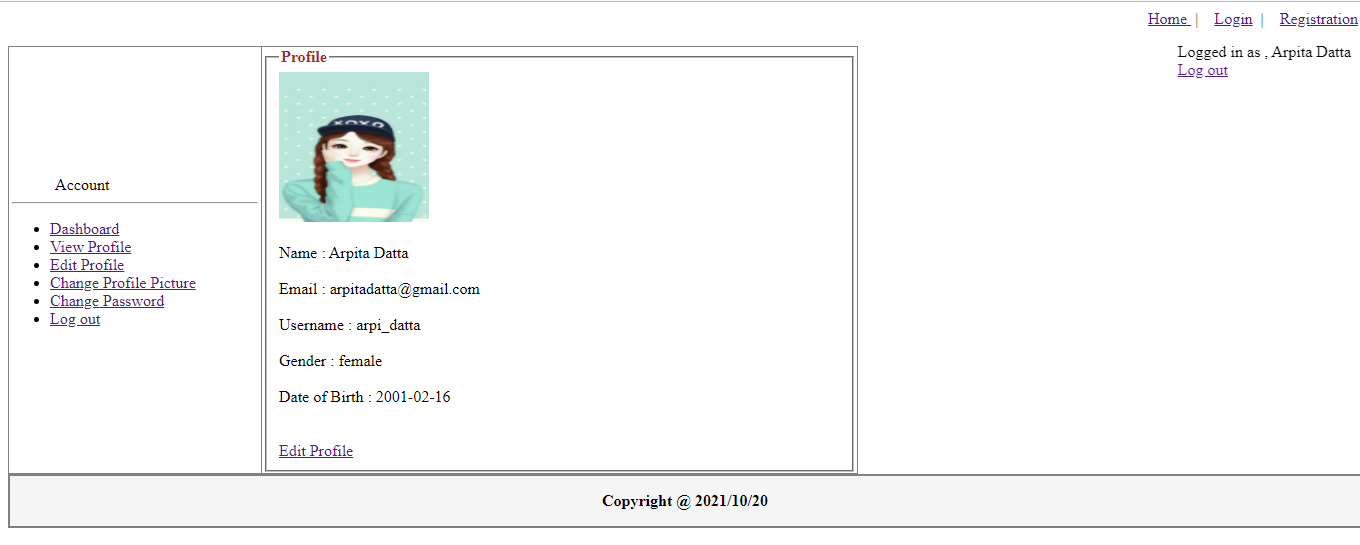 Home | Login | Registration
Logged in as , Arpita Datta
Log out
Account
Dashboard
View Profile
Edit Profile
Change Profile Picture
Change Password
Log out
Profile
XOXO
Name : Arpita Datta
Email : arpitadatta@gmail.com
Username : arpi_datta
Gender : female
Date of Birth : 2001-02-16
Edit Profile
Copyright @ 2021/10/20